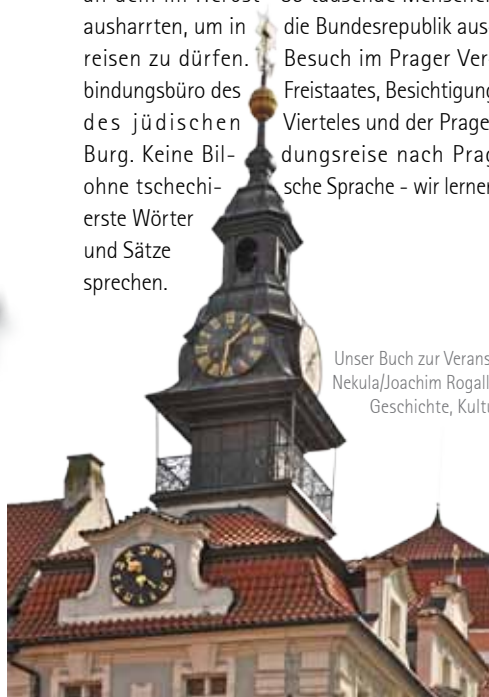 ausharrten, um in die Bundesrepublik aus
reisen zu dürfen. Besuch im Prager Ver
bindungsbüro des Freistaates, Besichtigung
des jüdischen Vierteles und der Prage
Burg. Keine Bil- dungsreise nach Prag
ohne tschechi- sche Sprache - wir lernen
erste Wörter
und Sätze
sprechen.
Unser Buch zur Verans
Nekula/Joachim Rogall
Geschichte, Kultu